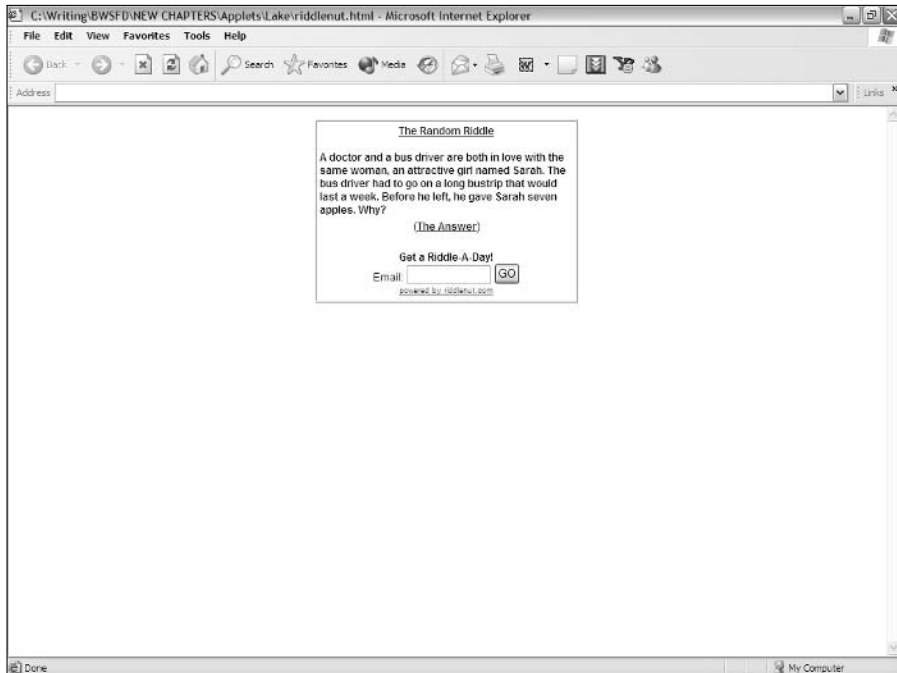 C:\Writing\BWSFD\NEW CHAPTERS\Applets\Lake\riddlenut.html - Microsoft Internet Explorer
File Edit View Favorites Tools Help
Back Search Favorites Media
Address Links
The Random Riddle
A doctor and a bus driver are both in love with the
same woman, an attractive girl named Sarah. The
bus driver had to go on a long bustrip that would
last a week. Before he left, he gave Sarah seven
apples. Why?
(The Answer)
Get a Riddle-A-Day!
Email: GO
powered by riddlenut.com
Done My Computer